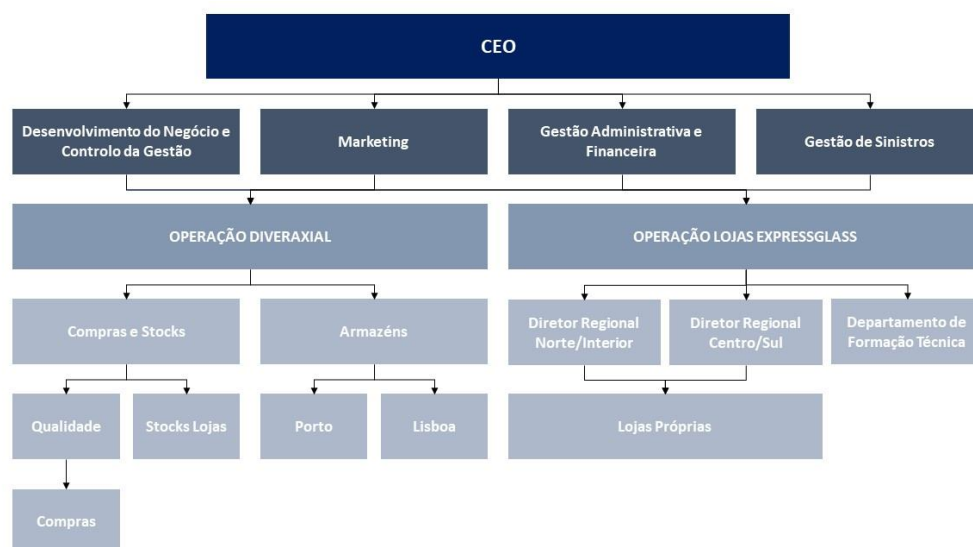 CEO
Desenvolvimento do Negócio e
Controlo da Gestão
Marketing
Gestão Administrativa e
Financeira
Gestão de Sinistros
OPERAÇÃO DIVERAXIAL
OPERAÇÃO LOJAS EXPRESSGLASS
Compras e Stocks
Armazéns
Diretor Regional
Norte/Interior
Diretor Regional
Centro/Sul
Departamento de
Formação Técnica
Qualidade
Stocks Lojas
Porto
Lisboa
Lojas Próprias
Compras